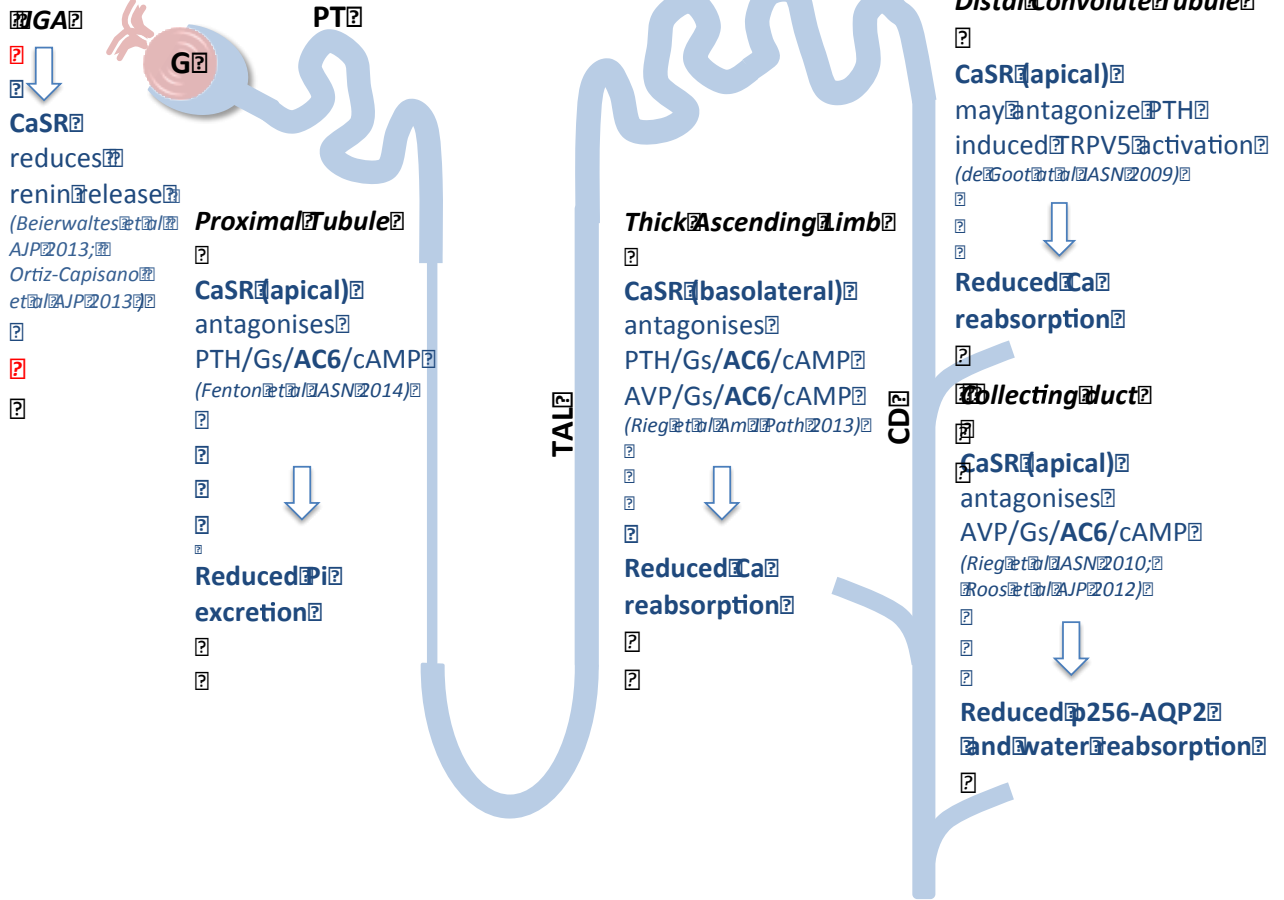 JGA
CaSR
reduces
renin release
(Beierwaltes et al
AJP 2013;
Ortiz-Capisano
et al AJP 2013)
G
PT
Proximal Tubule
CaSR (apical)
antagonises
PTH/Gs/AC6/cAMP
(Fenton et al JASN 2014)
Reduced Pi
excretion
TAL
Thick Ascending Limb
CaSR (basolateral)
antagonises
PTH/Gs/AC6/cAMP
AVP/Gs/AC6/cAMP
(Rieg et al Am J Path 2013)
Reduced Ca
reabsorption
CD
Distal Convolute Tubule
CaSR (apical)
may antagonize PTH
induced TRPV5 activation
(de Goot at al JASN 2009)
Reduced Ca
reabsorption
Collecting duct
CaSR (apical)
antagonises
AVP/Gs/AC6/cAMP
(Rieg et al JASN 2010;
Roos et al AJP 2012)
Reduced p256-AQP2
and water reabsorption